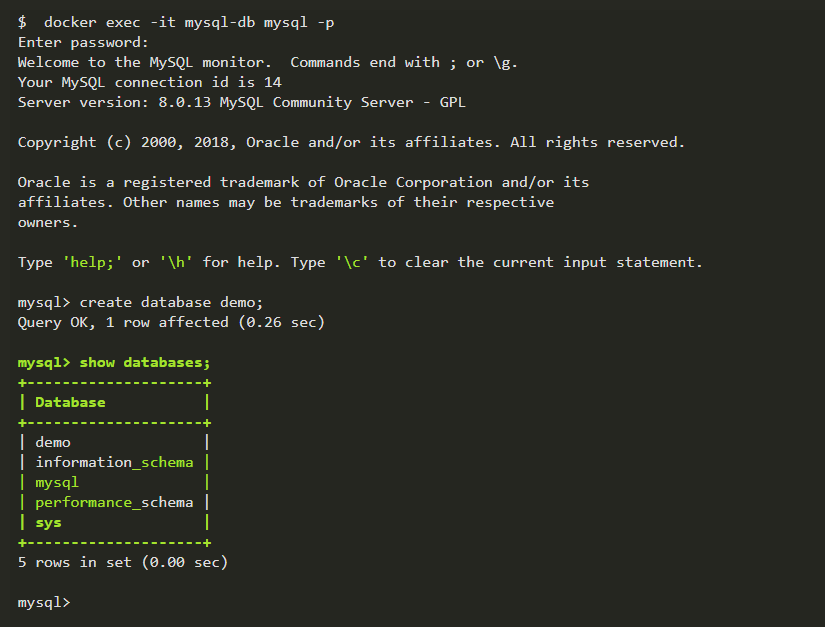 $  docker exec -it mysql-db mysql -p
Enter password:
Welcome to the MySQL monitor.  Commands end with ; or \g.
Your MySQL connection id is 14
Server version: 8.0.13 MySQL Community Server - GPL

Copyright (c) 2000, 2018, Oracle and/or its affiliates. All rights reserved.

Oracle is a registered trademark of Oracle Corporation and/or its
affiliates. Other names may be trademarks of their respective
owners.

Type 'help;' or '\h' for help. Type '\c' to clear the current input statement.

mysql> create database demo;
Query OK, 1 row affected (0.26 sec)

mysql> show databases;
+--------------------+
| Database           |
+--------------------+
| demo               |
| information_schema |
| mysql              |
| performance_schema |
| sys                |
+--------------------+
5 rows in set (0.00 sec)

mysql>